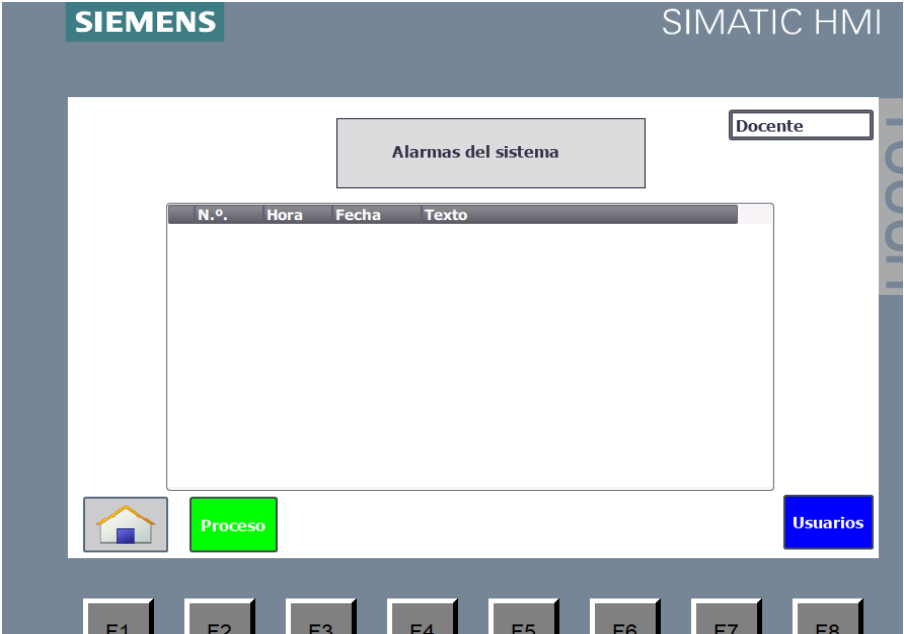 SIEMENS
SIMATIC HMI
TOUCH
Docente
Alarmas del sistema
N.º. Hora Fecha Texto
Proceso
Usuarios
F1 F2 F3 F4 F5 F6 F7 F8